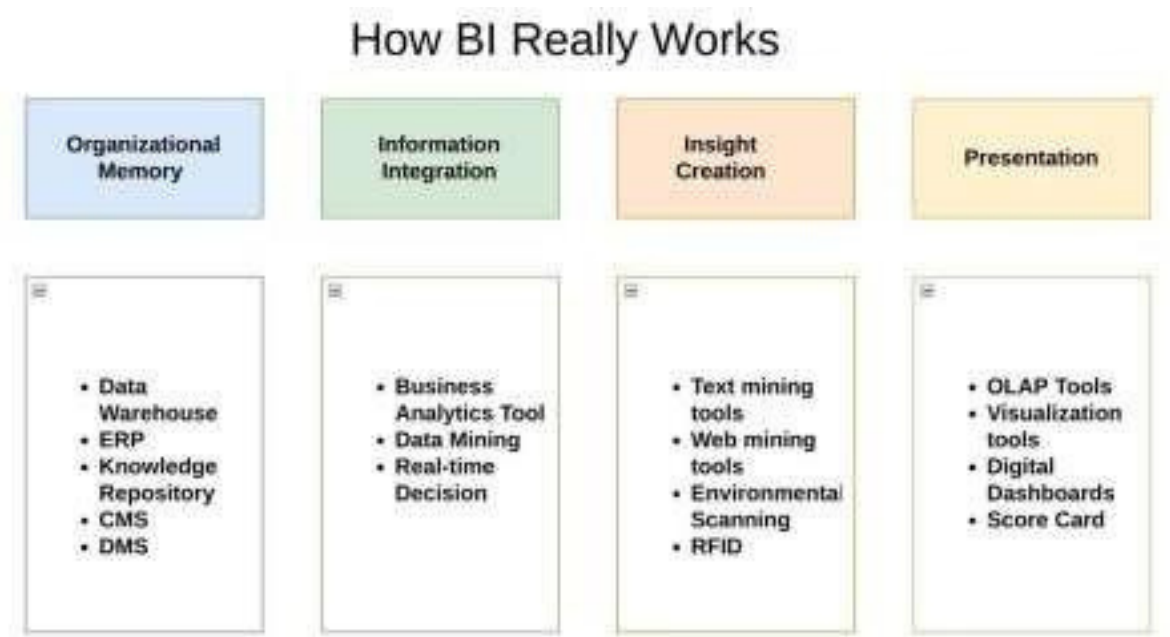 How BI Really Works
Organizational
Memory
Information
Integration
Insight
Creation
Presentation
• Data
Warehouse
• ERP
• Knowledge
Repository
• CMS
• DMS
• Business
Analytics Tool
• Data Mining
• Real-time
Decision
• Text mining
tools
• Web mining
tools
• Environmental
Scanning
• RFID
• OLAP Tools
• Visualization
tools
• Digital
Dashboards
• Score Card